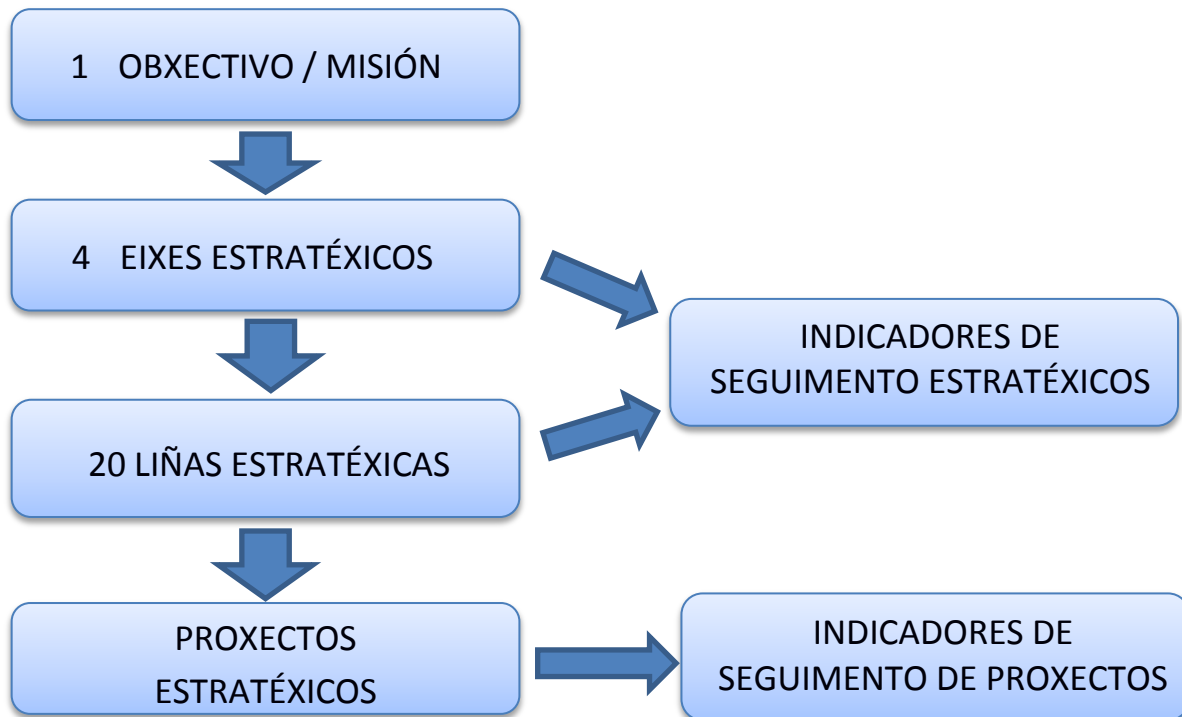 1 OBXECTIVO / MISIÓN
4 EIXES ESTRATÉXICOS
INDICADORES DE
SEGUIMENTO ESTRATÉXICOS
20 LIÑAS ESTRATÉXICAS
PROXECTOS
ESTRATÉXICOS
INDICADORES DE
SEGUIMENTO DE PROXECTOS